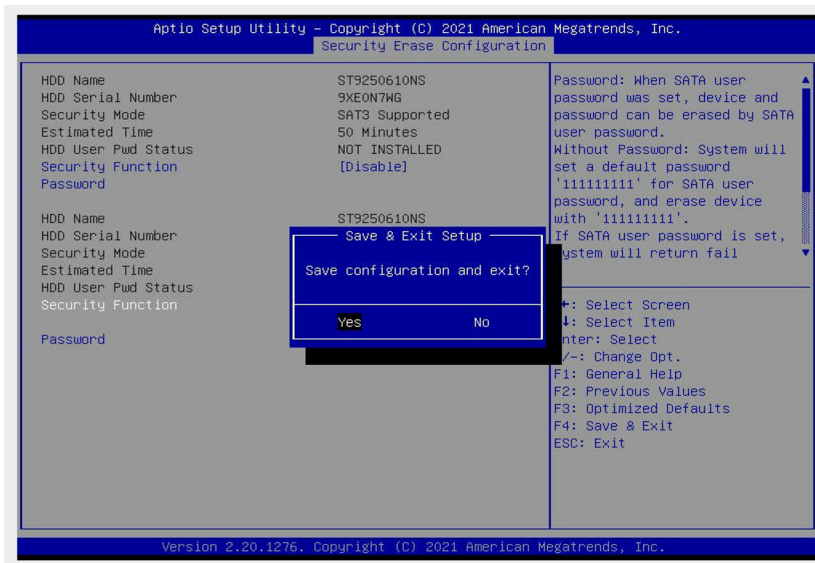 Aptio Setup Utility – Copyright (C) 2021 American Megatrends, Inc.
Security Erase Configuration
HDD Name ST9250610NS
HDD Serial Number 9XE0N7WG
Security Mode SAT3 Supported
Estimated Time 50 Minutes
HDD User Pwd Status NOT INSTALLED
Security Function [Disable]
Password
HDD Name ST9250610NS
HDD Serial Number
Security Mode
Estimated Time
HDD User Pwd Status
Security Function
Password
Save & Exit Setup
Save configuration and exit?
Yes No
Password: When SATA user
password was set, device and
password can be erased by SATA
user password.
Without Password: System will
set a default password
'111111111' for SATA user
password, and erase device
with '111111111'.
If SATA user password is set,
system will return fail
: Select Screen
: Select Item
nter: Select
/-: Change Opt.
F1: General Help
F2: Previous Values
F3: Optimized Defaults
F4: Save & Exit
ESC: Exit
Version 2.20.1276. Copyright (C) 2021 American Megatrends, Inc.